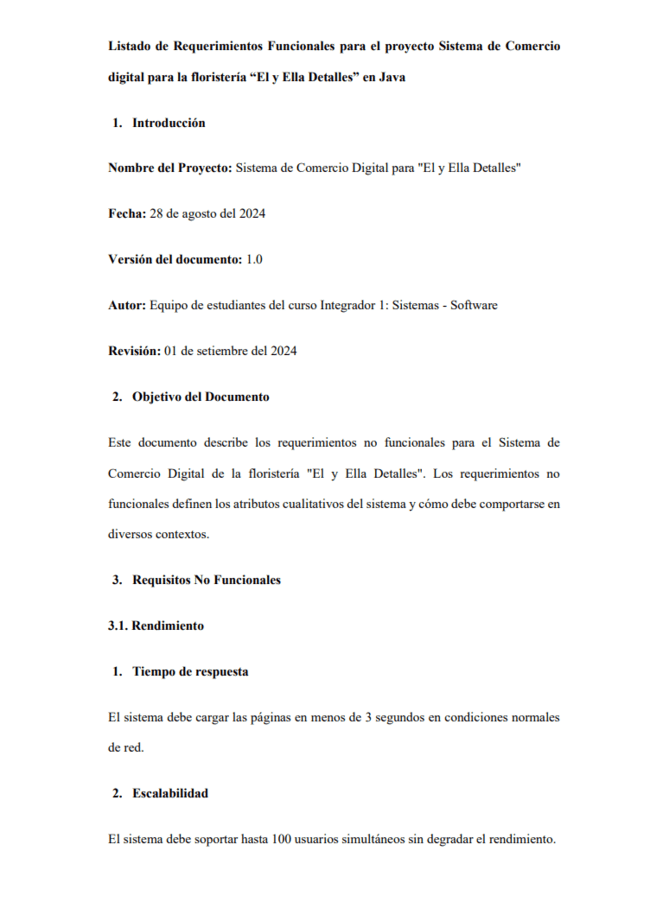 Listado de Requerimientos Funcionales para el proyecto Sistema de Comercio
digital para la floristería “El y Ella Detalles” en Java
1. Introducción
Nombre del Proyecto: Sistema de Comercio Digital para "El y Ella Detalles"
Fecha: 28 de agosto del 2024
Versión del documento: 1.0
Autor: Equipo de estudiantes del curso Integrador 1: Sistemas - Software
Revisión: 01 de setiembre del 2024
2. Objetivo del Documento
Este documento describe los requerimientos no funcionales para el Sistema de
Comercio Digital de la floristería "El y Ella Detalles". Los requerimientos no
funcionales definen los atributos cualitativos del sistema y cómo debe comportarse en
diversos contextos.
3. Requisitos No Funcionales
3.1. Rendimiento
1. Tiempo de respuesta
El sistema debe cargar las páginas en menos de 3 segundos en condiciones normales
de red.
2. Escalabilidad
El sistema debe soportar hasta 100 usuarios simultáneos sin degradar el rendimiento.